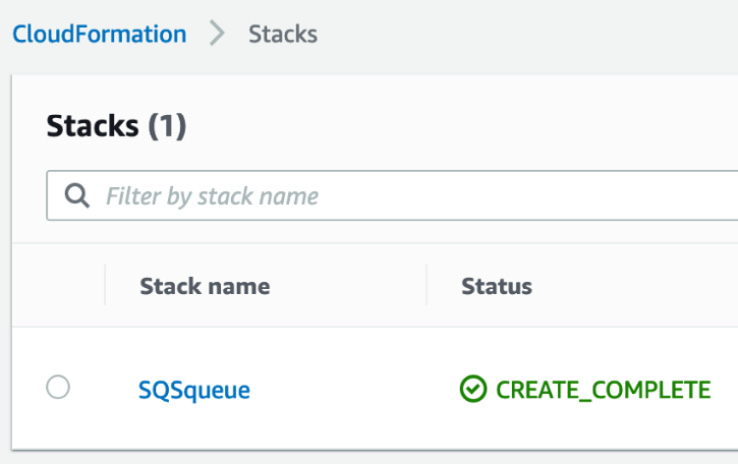 CloudFormation > Stacks
Stacks (1)
Filter by stack name
Stack name Status
SQSqueue CREATE_COMPLETE